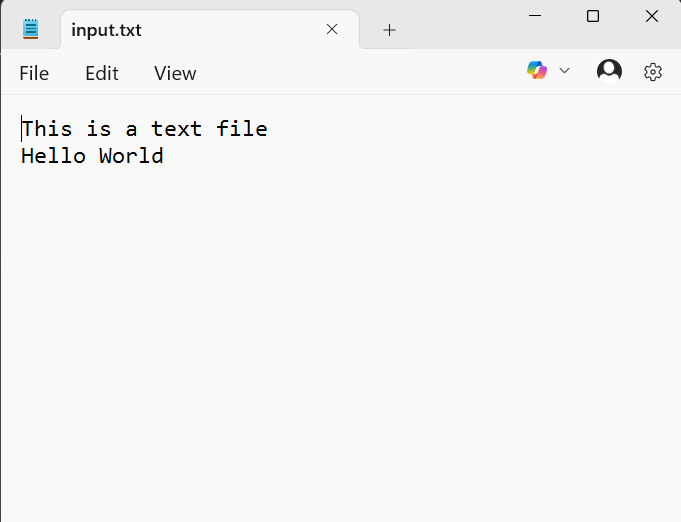 input.txt
File Edit View
This is a text file
Hello World